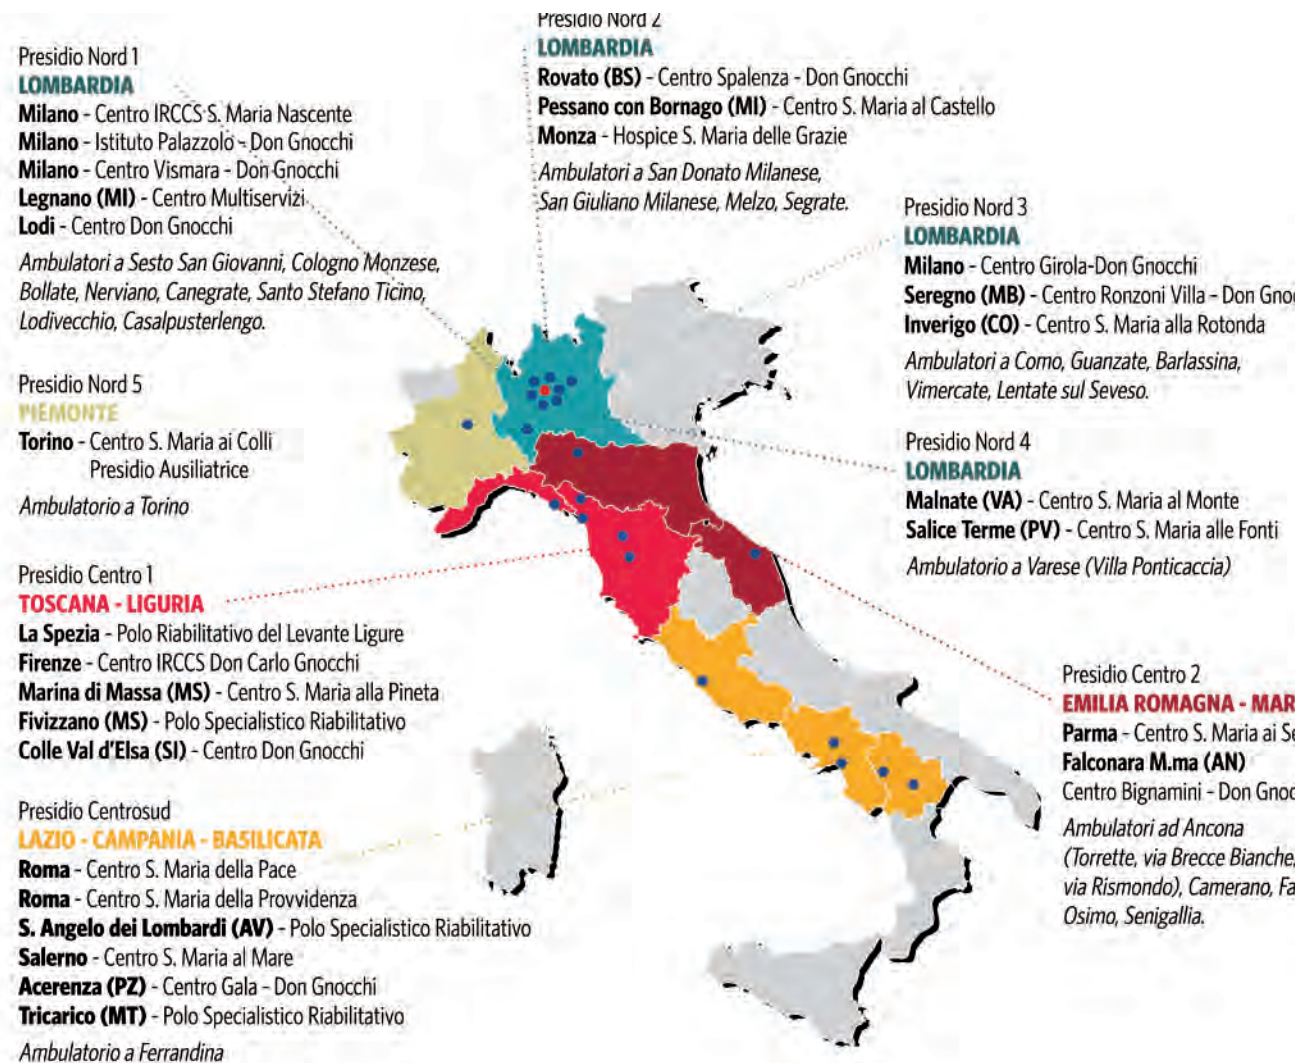 Presidio Nord 1
LOMBARDIA
Milano - Centro IRCCS S. Maria Nascente
Milano - Istituto Palazzolo - Don Gnocchi
Milano - Centro Vismara - Don Gnocchi
Legnano (MI) - Centro Multiservizi
Lodi - Centro Don Gnocchi
Ambulatori a Sesto San Giovanni, Cologno Monzese,
Bollate, Nerviano, Canegrate, Santo Stefano Ticino,
Lodivecchio, Casalpusterlengo.
Presidio Nord 2
LOMBARDIA
Rovato (BS) - Centro Spalenza - Don Gnocchi
Pessano con Bornago (MI) - Centro S. Maria al Castello
Monza - Hospice S. Maria delle Grazie
Ambulatori a San Donato Milanese,
San Giuliano Milanese, Melzo, Segrate.
Presidio Nord 3
LOMBARDIA
Milano - Centro Girola-Don Gnocchi
Seregno (MB) - Centro Ronzoni Villa - Don Gnoc
Inverigo (CO) - Centro S. Maria alla Rotonda
Ambulatori a Como, Guanzate, Barlassina,
Vimercate, Lentate sul Seveso.
Presidio Nord 4
LOMBARDIA
Malnate (VA) - Centro S. Maria al Monte
Salice Terme (PV) - Centro S. Maria alle Fonti
Ambulatorio a Varese (Villa Ponticaccia)
Presidio Nord 5
PIEMONTE
Torino - Centro S. Maria ai Colli
Presidio Ausiliatrice
Ambulatorio a Torino
Presidio Centro 1
TOSCANA - LIGURIA
La Spezia - Polo Riabilitativo del Levante Ligure
Firenze - Centro IRCCS Don Carlo Gnocchi
Marina di Massa (MS) - Centro S. Maria alla Pineta
Fivizzano (MS) - Polo Specialistico Riabilitativo
Colle Val d'Elsa (SI) - Centro Don Gnocchi
Presidio Centro 2
EMILIA ROMAGNA - MAR
Parma - Centro S. Maria ai Se
Falconara M.ma (AN)
Centro Bignamini - Don Gnoc
Ambulatori ad Ancona
(Torrette, via Brecce Bianche,
via Rismondo), Camerano, Fa
Osimo, Senigallia.
Presidio Centrosud
LAZIO - CAMPANIA - BASILICATA
Roma - Centro S. Maria della Pace
Roma - Centro S. Maria della Provvidenza
S. Angelo dei Lombardi (AV) - Polo Specialistico Riabilitativo
Salerno - Centro S. Maria al Mare
Acerenza (PZ) - Centro Gala - Don Gnocchi
Tricarico (MT) - Polo Specialistico Riabilitativo
Ambulatorio a Ferrandina